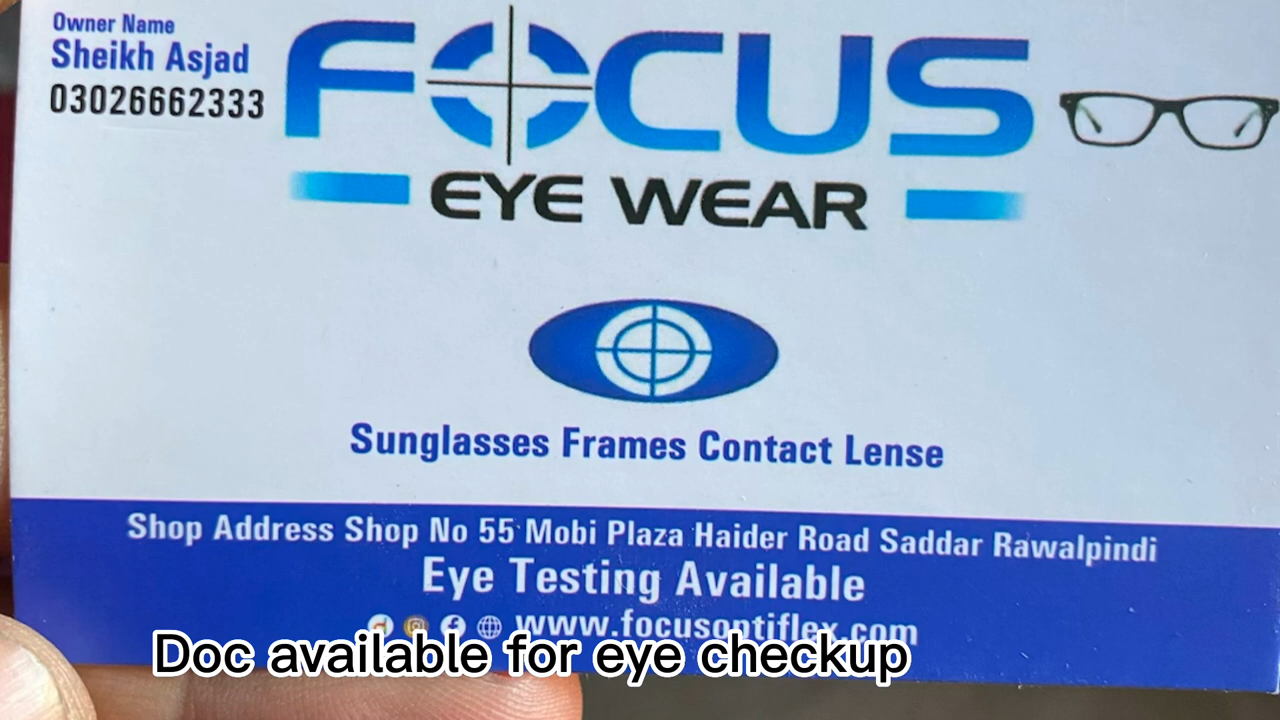 Owner Name
Sheikh Asjad
03026662333
FOCUS
EYE WEAR
Sunglasses Frames Contact Lense
Shop Address Shop No 55 Mobi Plaza Haider Road Saddar Rawalpindi
Eye Testing Available
www.focusoptiflex.com
Doc available for eye checkup